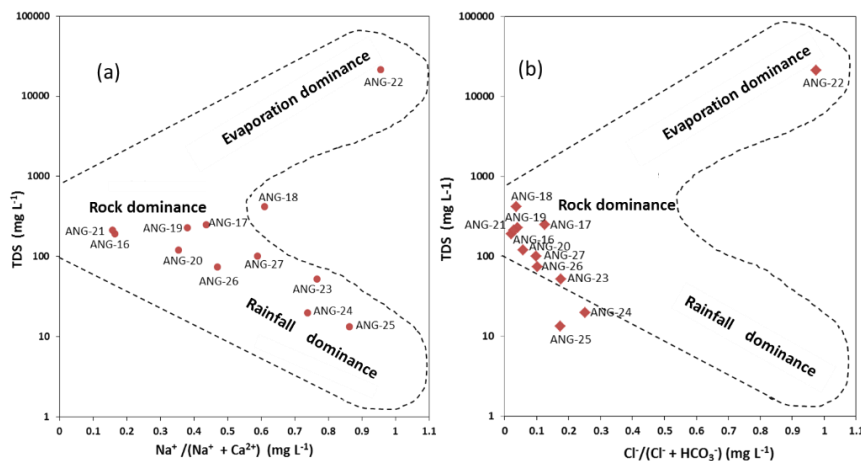 (a)
100000
10000
1000
100
10
1
TDS (mg L-1)
Evaporation dominance
Rock dominance
Rainfall dominance
ANG-22
ANG-18
ANG-17
ANG-19
ANG-21
ANG-16
ANG-20
ANG-27
ANG-26
ANG-23
ANG-24
ANG-25
0 0.1 0.2 0.3 0.4 0.5 0.6 0.7 0.8 0.9 1 1.1
Na⁺/(Na⁺ + Ca²⁺) (mg L⁻¹)
(b)
100000
10000
1000
100
10
1
TDS (mg L-1)
Evaporation dominance
Rock dominance
Rainfall dominance
ANG-22
ANG-18
ANG-19
ANG-21
ANG-17
ANG-16
ANG-20
ANG-27
ANG-26
ANG-23
ANG-24
ANG-25
0 0.1 0.2 0.3 0.4 0.5 0.6 0.7 0.8 0.9 1 1.1
Cl⁻/(Cl⁻ + HCO₃⁻) (mg L⁻¹)